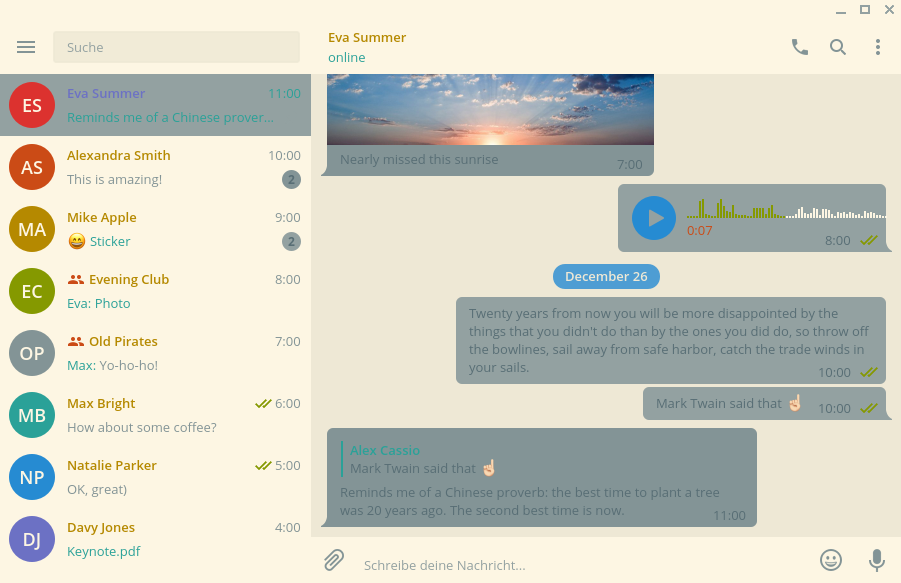 Suche
Eva Summer
online
ES
Eva Summer
11:00
Reminds me of a Chinese prover...
AS
Alexandra Smith
10:00
This is amazing!
2
MA
Mike Apple
9:00
😄 Sticker
2
EC
Evening Club
8:00
Eva: Photo
OP
Old Pirates
7:00
Max: Yo-ho-ho!
MB
Max Bright
6:00
How about some coffee?
NP
Natalie Parker
5:00
OK, great)
DJ
Davy Jones
4:00
Keynote.pdf
Nearly missed this sunrise
7:00
0:07
8:00
December 26
Twenty years from now you will be more disappointed by the
things that you didn't do than by the ones you did do, so throw off
the bowlines, sail away from safe harbor, catch the trade winds in
your sails.
10:00
Mark Twain said that ☝🏻
10:00
Alex Cassio
Mark Twain said that ☝🏻
Reminds me of a Chinese proverb: the best time to plant a tree
was 20 years ago. The second best time is now.
11:00
Schreibe deine Nachricht...